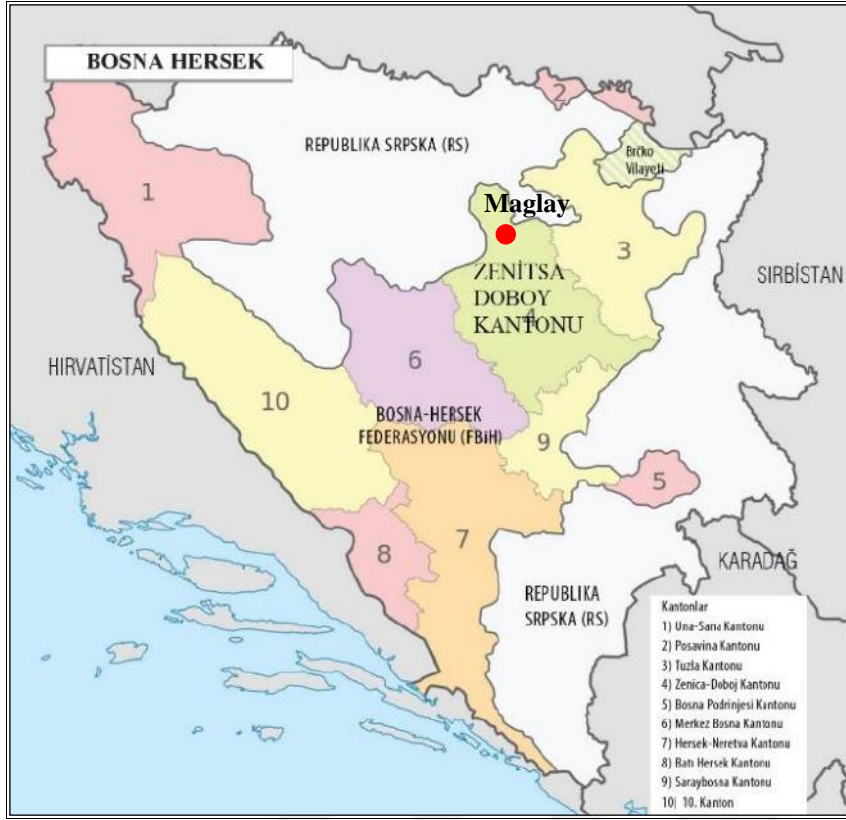 BOSNA HERSEK
2
REPUBLIKA SRPSKA (RS)
Brčko
Vilayeti
1
Maglay
3
ZENİTSA
DOBOY
KANTONU
4
SIRBİSTAN
6
HIRVATİSTAN
10
BOSNA-HERSEK
FEDERASYONU (FBiH)
9
5
7
8
KARADAĞ
REPUBLIKA
SRPSKA (RS)
Kantonlar
1) Una-Sana Kantonu
2) Posavina Kantonu
3) Tuzla Kantonu
4) Zenica-Doboj Kantonu
5) Bosna Podrinjesi Kantonu
6) Merkez Bosna Kantonu
7) Hersek-Neretva Kantonu
8) Batı Hersek Kantonu
9) Saraybosna Kantonu
10) 10. Kanton